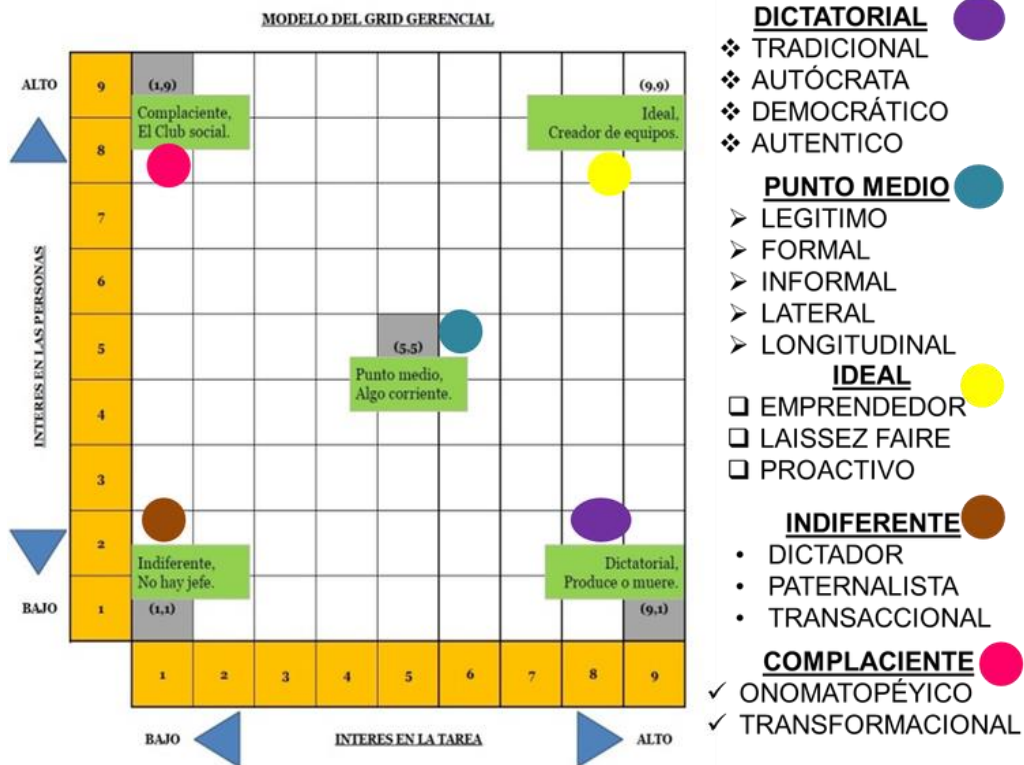 MODELO DEL GRID GERENCIAL
ALTO
9
(1,9)
(9,9)
Complaciente,
El Club social.
Ideal,
Creador de equipos.
8
7
6
INTERES EN LAS PERSONAS
5
(5,5)
Punto medio,
Algo corriente.
4
3
2
Indiferente,
No hay jefe.
Dictatorial,
Produce o muere.
BAJO
1
(1,1)
(9,1)
1 2 3 4 5 6 7 8 9
BAJO
INTERES EN LA TAREA
ALTO
DICTATORIAL
❖ TRADICIONAL
❖ AUTÓCRATA
❖ DEMOCRÁTICO
❖ AUTENTICO
PUNTO MEDIO
➢ LEGITIMO
➢ FORMAL
➢ INFORMAL
➢ LATERAL
➢ LONGITUDINAL
IDEAL
❑ EMPRENDEDOR
❑ LAISSEZ FAIRE
❑ PROACTIVO
INDIFERENTE
• DICTADOR
• PATERNALISTA
• TRANSACCIONAL
COMPLACIENTE
✓ ONOMATOPÉYICO
✓ TRANSFORMACIONAL